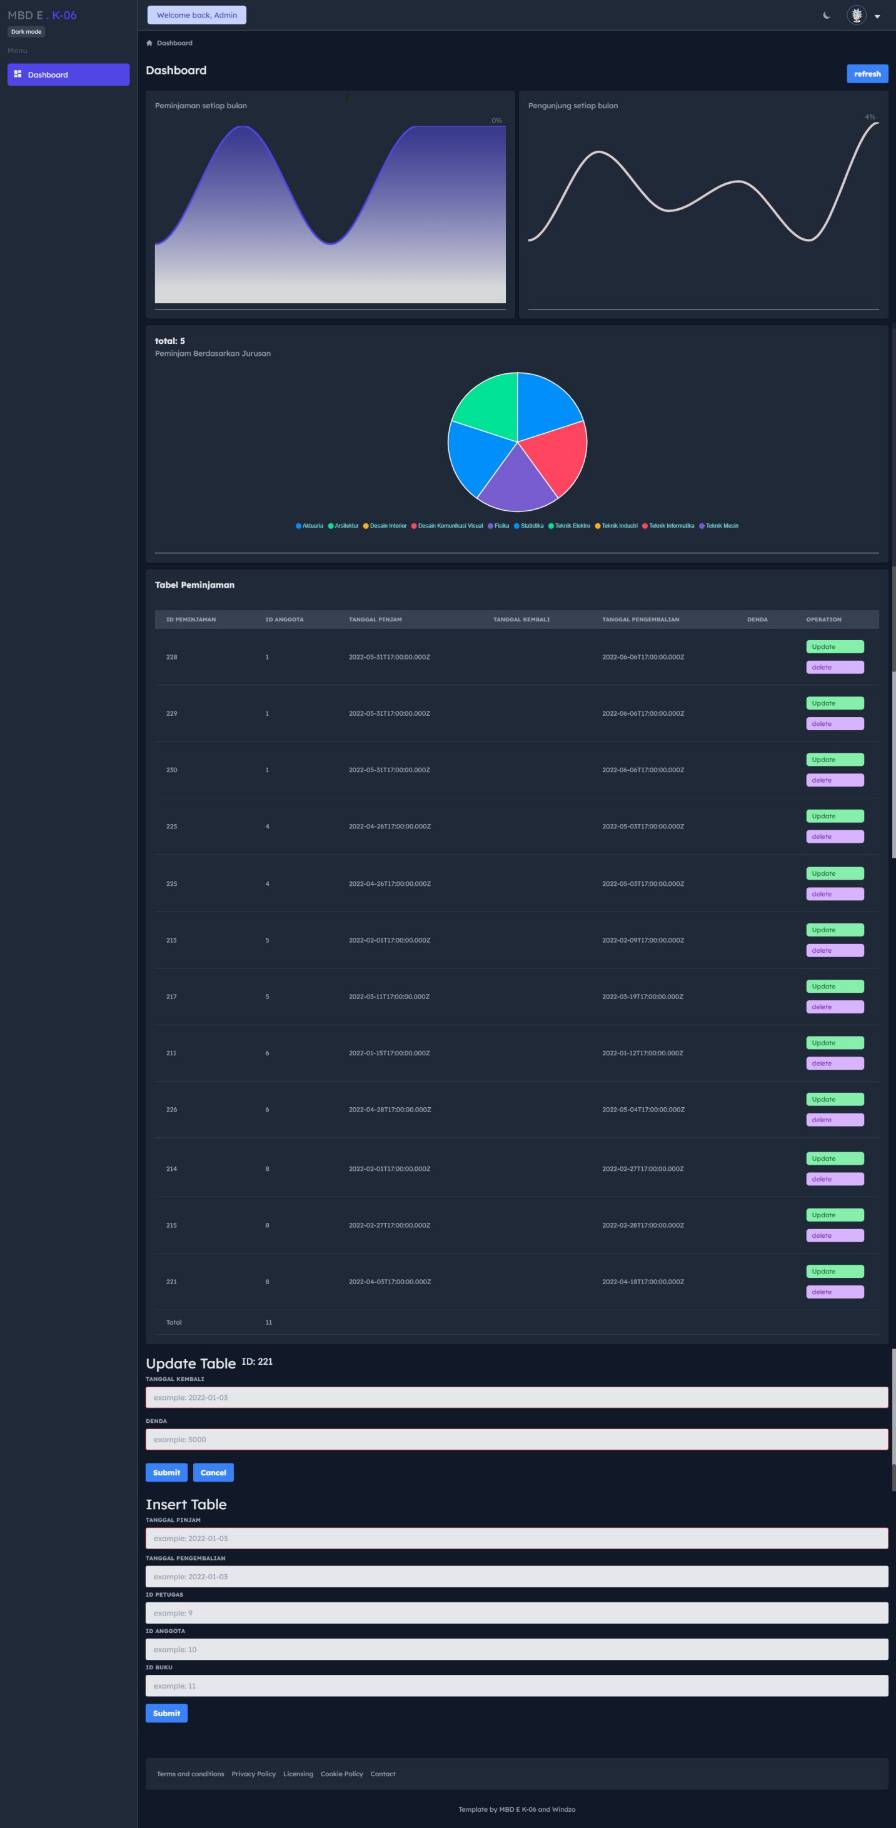 MBD E . K-06
Dark mode
Menu
Dashboard
Welcome back, Admin
Dashboard
Dashboard
refresh
Peminjaman setiap bulan
0%
Pengunjung setiap bulan
4%
total: 5
Peminjam Berdasarkan Jurusan
Aktuaria Arsitektur Desain Interior Desain Komunikasi Visual Fisika Statistika Teknik Elektro Teknik Industri Teknik Informatika Teknik Mesin
Tabel Peminjaman
ID PEMINJAMAN ID ANGGOTA TANGGAL PINJAM TANGGAL KEMBALI TANGGAL PENGEMBALIAN DENDA OPERATION
228 1 2022-05-31T17:00:00.000Z 2022-06-06T17:00:00.000Z Update
delete
229 1 2022-05-31T17:00:00.000Z 2022-06-06T17:00:00.000Z Update
delete
230 1 2022-05-31T17:00:00.000Z 2022-06-06T17:00:00.000Z Update
delete
225 4 2022-04-26T17:00:00.000Z 2022-05-03T17:00:00.000Z Update
delete
225 4 2022-04-26T17:00:00.000Z 2022-05-03T17:00:00.000Z Update
delete
213 5 2022-02-01T17:00:00.000Z 2022-02-09T17:00:00.000Z Update
delete
217 5 2022-03-11T17:00:00.000Z 2022-03-19T17:00:00.000Z Update
delete
211 6 2022-01-15T17:00:00.000Z 2022-01-12T17:00:00.000Z Update
delete
226 6 2022-04-28T17:00:00.000Z 2022-05-04T17:00:00.000Z Update
delete
214 8 2022-02-01T17:00:00.000Z 2022-02-27T17:00:00.000Z Update
delete
215 8 2022-02-27T17:00:00.000Z 2022-02-28T17:00:00.000Z Update
delete
221 8 2022-04-03T17:00:00.000Z 2022-04-18T17:00:00.000Z Update
delete
Total 11
Update Table ID: 221
TANGGAL KEMBALI
example: 2022-01-03
DENDA
example: 5000
Submit Cancel
Insert Table
TANGGAL PINJAM
example: 2022-01-03
TANGGAL PENGEMBALIAN
example: 2022-01-03
ID PETUGAS
example: 9
ID ANGGOTA
example: 10
ID BUKU
example: 11
Submit
Terms and conditions Privacy Policy Licensing Cookie Policy Contact
Template by MBD E K-06 and Windzo